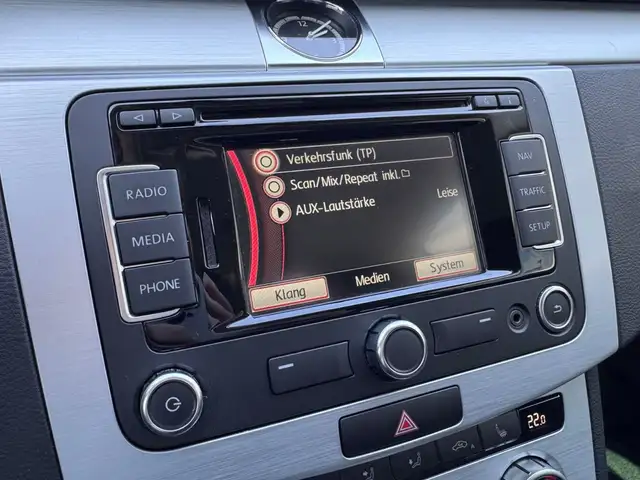 12
RADIO
MEDIA
PHONE
Verkehrsfunk (TP)
Scan/Mix/Repeat inkl.
AUX-Lautstärke
Leise
Klang
Medien
System
NAV
TRAFFIC
SETUP
22.0